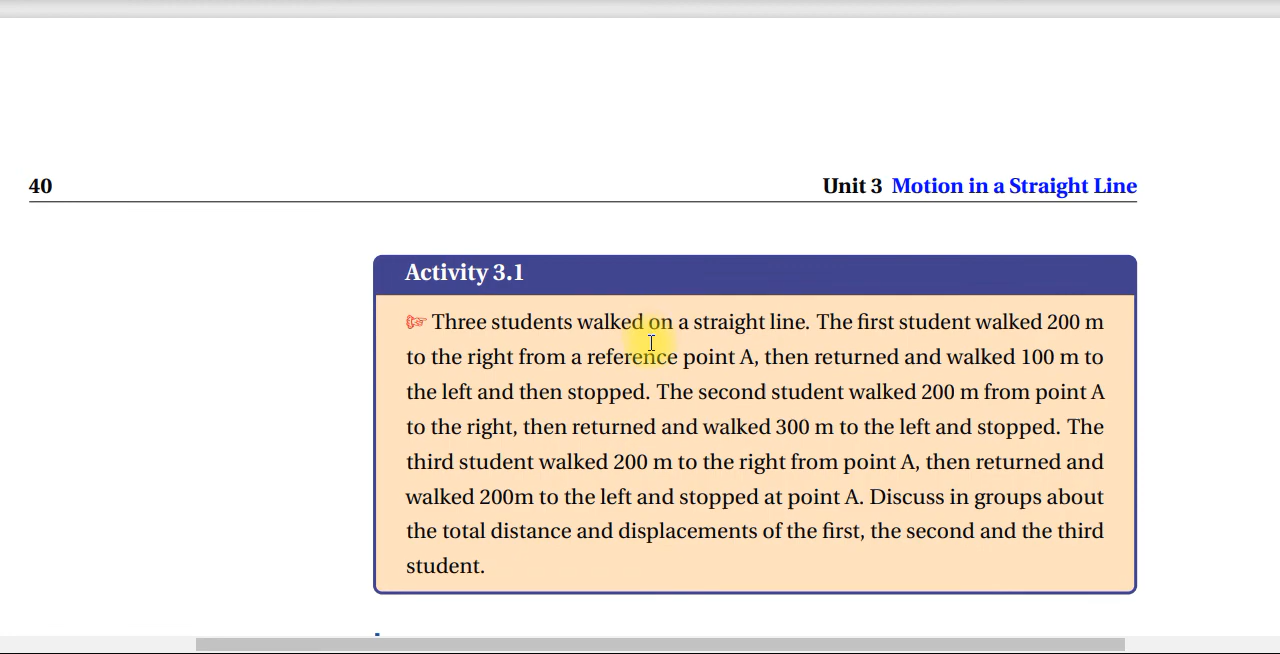 40
Unit 3 Motion in a Straight Line
Activity 3.1
Three students walked on a straight line. The first student walked 200 m
to the right from a reference point A, then returned and walked 100 m to
the left and then stopped. The second student walked 200 m from point A
to the right, then returned and walked 300 m to the left and stopped. The
third student walked 200 m to the right from point A, then returned and
walked 200m to the left and stopped at point A. Discuss in groups about
the total distance and displacements of the first, the second and the third
student.